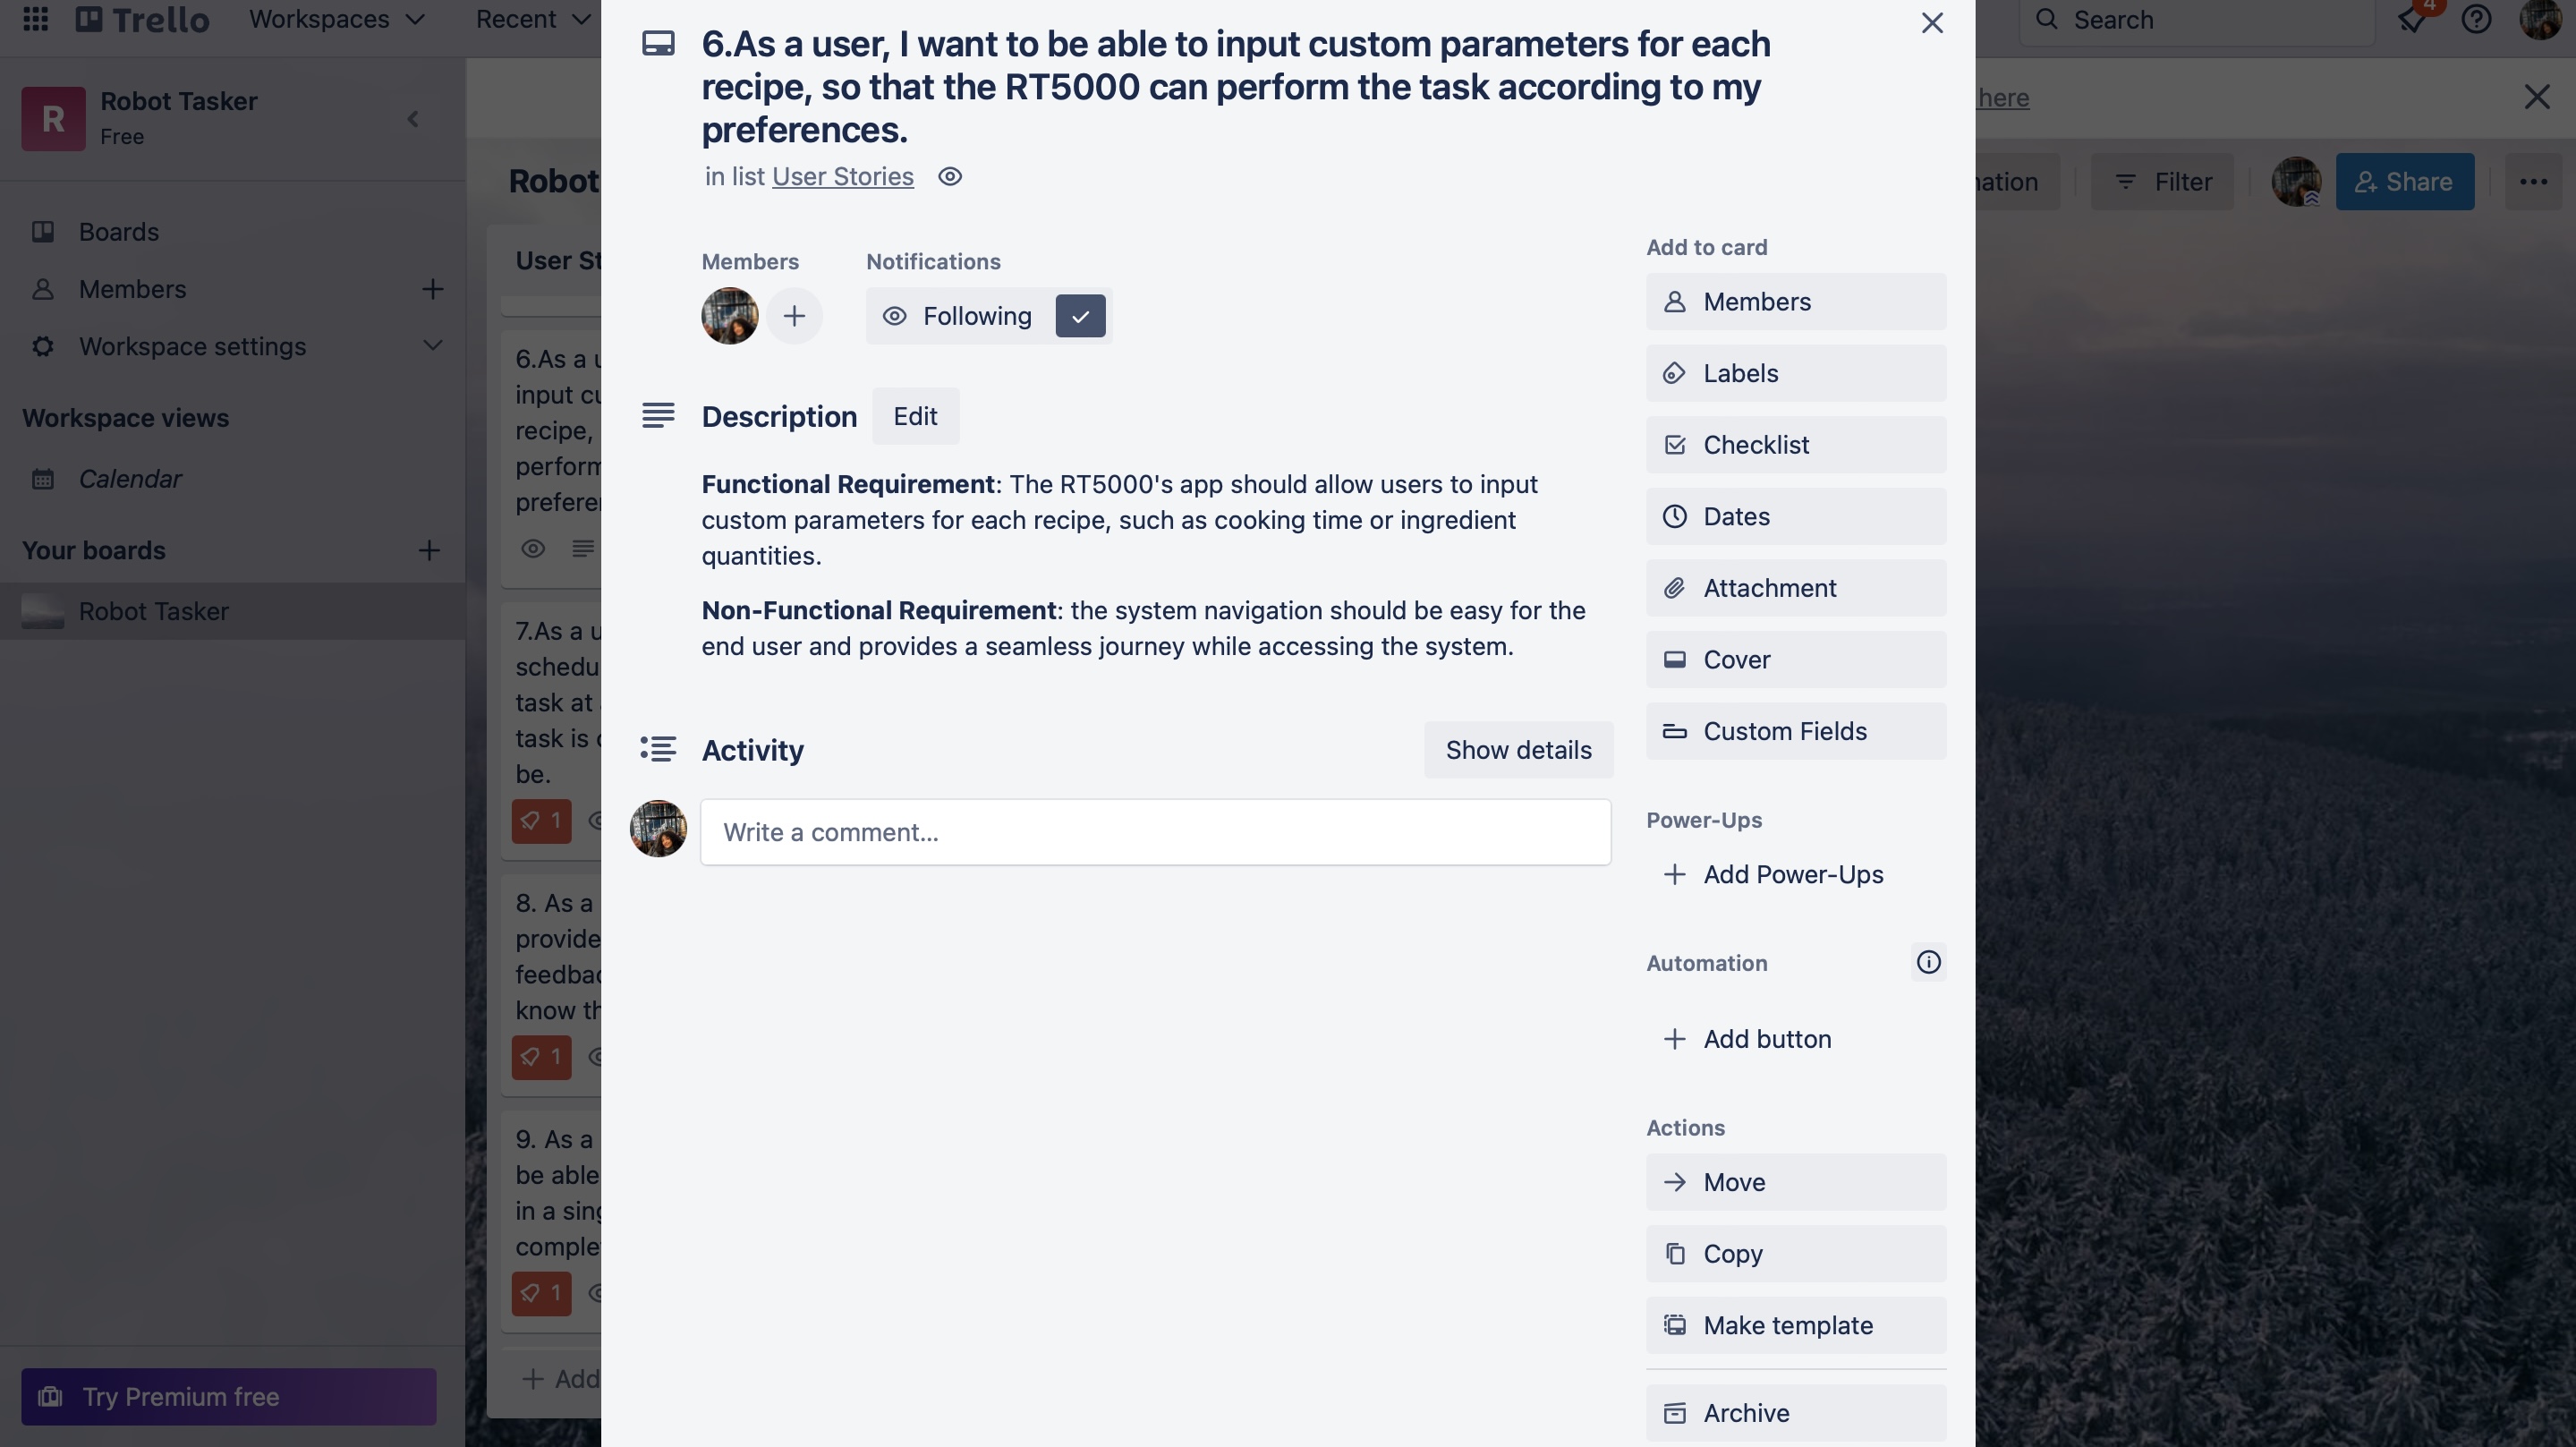 Trello
Workspaces
Recent
Search
4
R
Robot Tasker
Free
Boards
Members
Workspace settings
Workspace views
Calendar
Your boards
Robot Tasker
Try Premium free
Robot
User St
6.As a u
input cu
recipe,
perform
prefere
7.As a u
schedu
task at
task is
be.
1
8. As a
provide
feedbac
know th
1
9. As a
be able
in a sing
comple
1
Add
6.As a user, I want to be able to input custom parameters for each
recipe, so that the RT5000 can perform the task according to my
preferences.
in list User Stories
Members
Notifications
Following
Description
Edit
Functional Requirement: The RT5000's app should allow users to input
custom parameters for each recipe, such as cooking time or ingredient
quantities.
Non-Functional Requirement: the system navigation should be easy for the
end user and provides a seamless journey while accessing the system.
Activity
Show details
Write a comment...
Add to card
Members
Labels
Checklist
Dates
Attachment
Cover
Custom Fields
Power-Ups
Add Power-Ups
Automation
Add button
Actions
Move
Copy
Make template
Archive
here
nation
Filter
Share